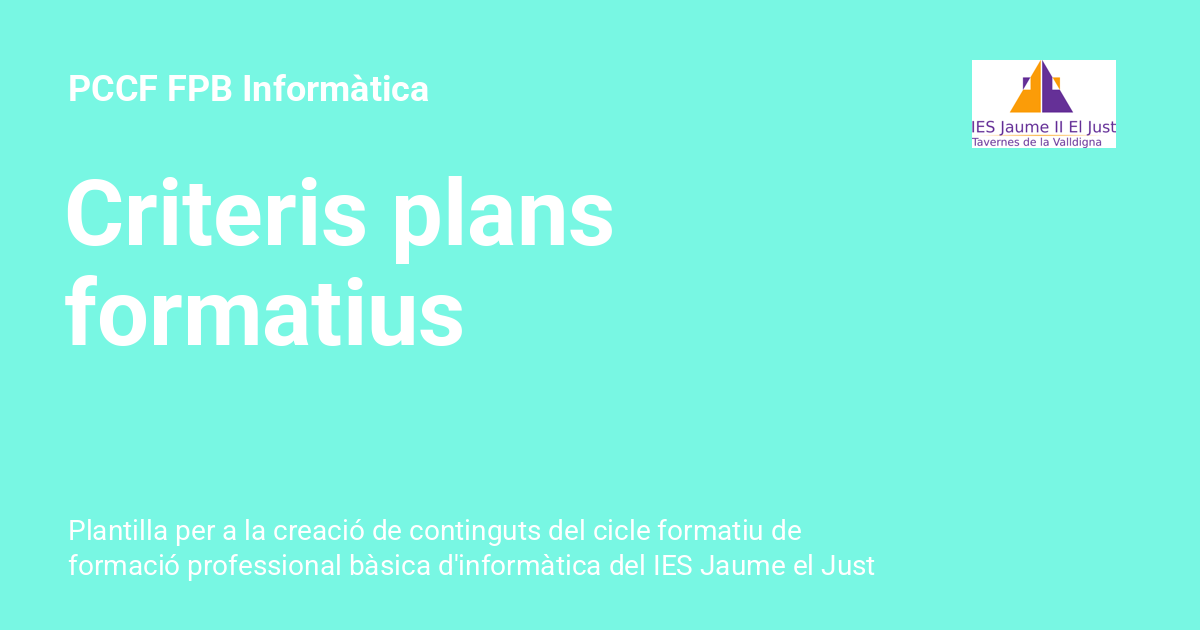 PCCF FPB Informàtica
IES Jaume II El Just
Tavernes de la Valldigna
Criteris plans
formatius
Plantilla per a la creació de continguts del cicle formatiu de
formació professional bàsica d'informàtica del IES Jaume el Just